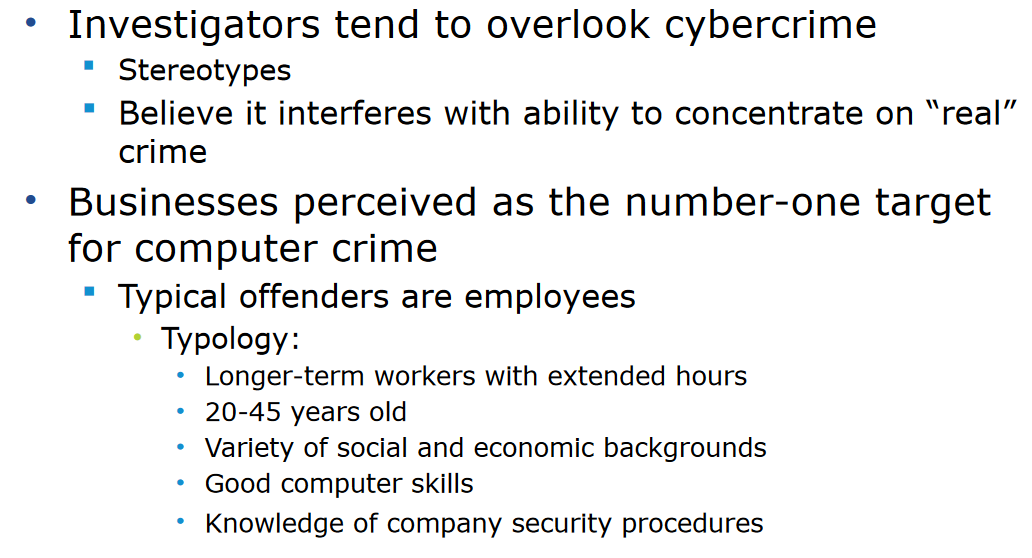 • Investigators tend to overlook cybercrime
▪ Stereotypes
▪ Believe it interferes with ability to concentrate on “real”
crime
• Businesses perceived as the number-one target
for computer crime
▪ Typical offenders are employees
• Typology:
• Longer-term workers with extended hours
• 20-45 years old
• Variety of social and economic backgrounds
• Good computer skills
• Knowledge of company security procedures